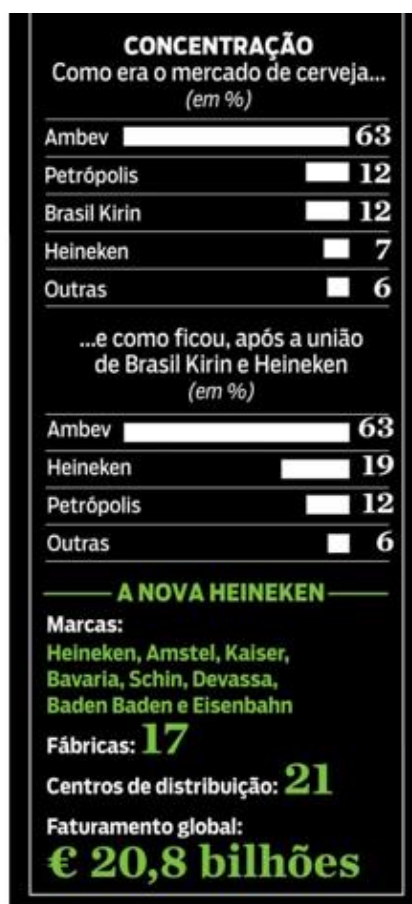 CONCENTRAÇÃO
Como era o mercado de cerveja...
(em %)
Ambev 63
Petrópolis 12
Brasil Kirin 12
Heineken 7
Outras 6
...e como ficou, após a união
de Brasil Kirin e Heineken
(em %)
Ambev 63
Heineken 19
Petrópolis 12
Outras 6
A NOVA HEINEKEN
Marcas:
Heineken, Amstel, Kaiser,
Bavaria, Schin, Devassa,
Baden Baden e Eisenbahn
Fábricas: 17
Centros de distribuição: 21
Faturamento global:
€ 20,8 bilhões